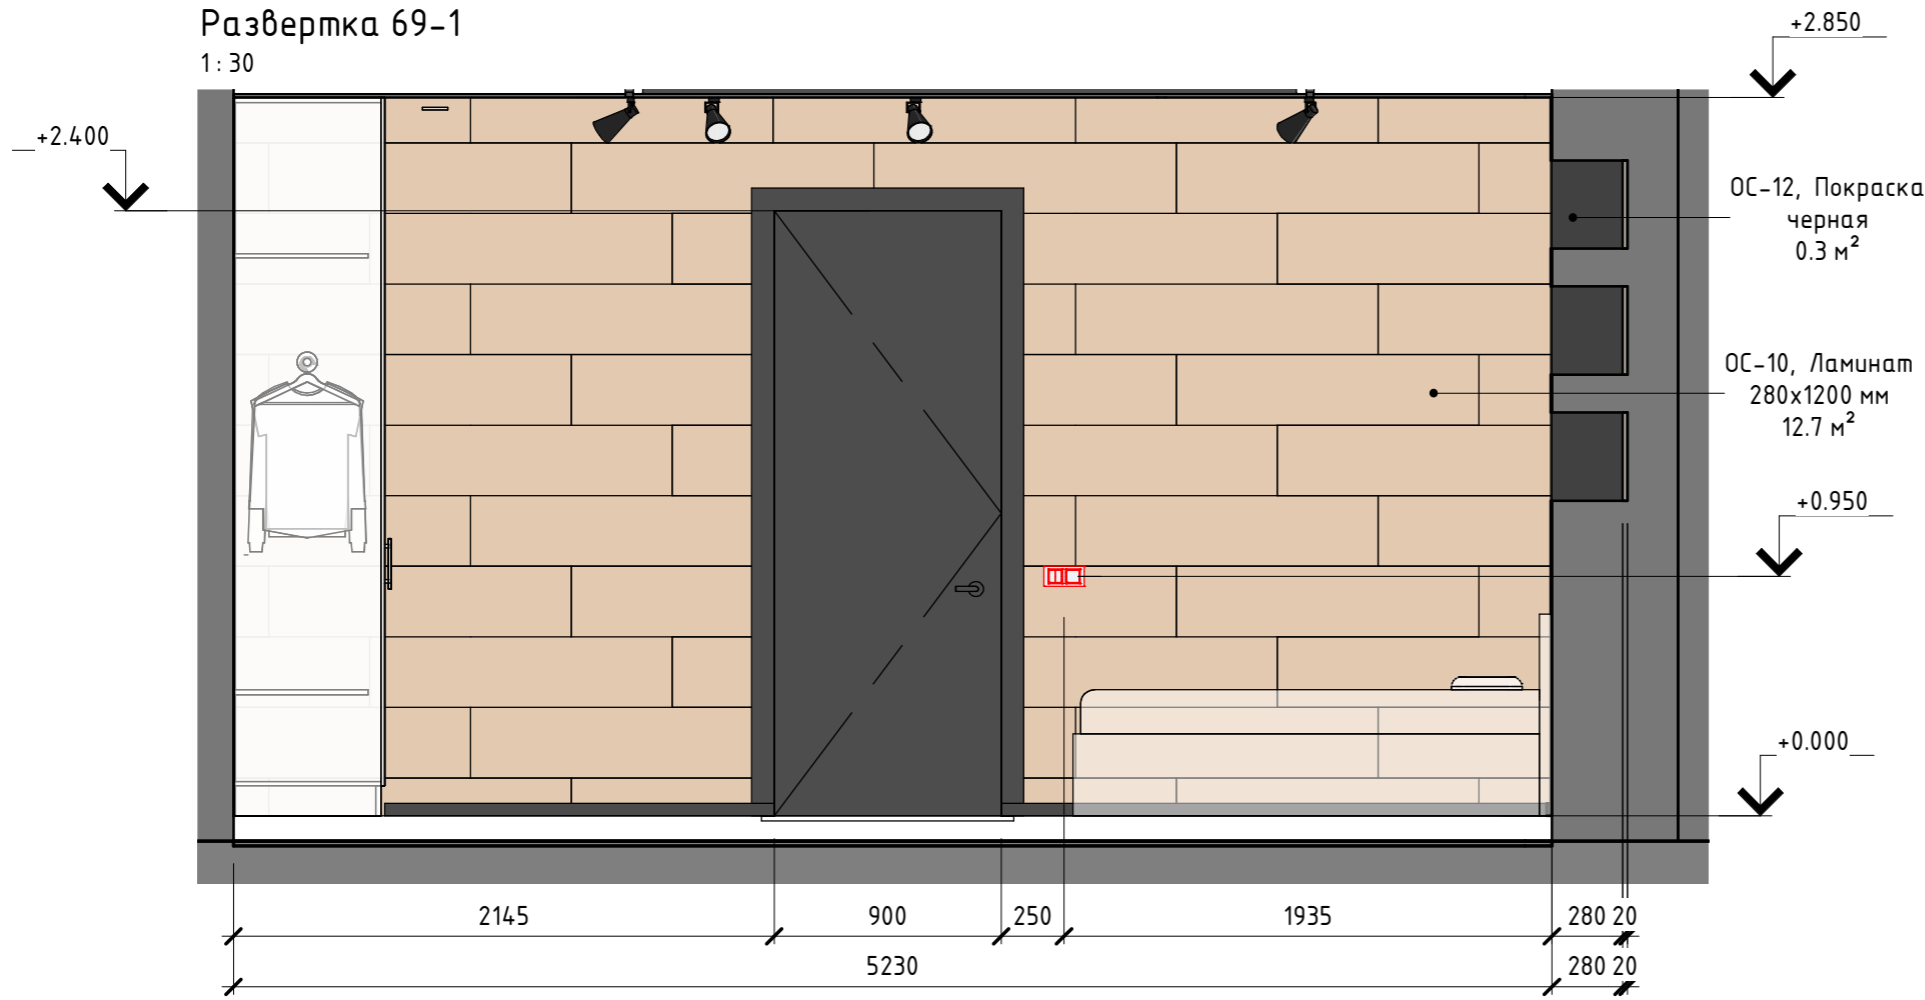 Развертка 69-1
1 : 30
+2.850
+2.400
ОС-12, Покраска
черная
0.3 м²
ОС-10, Ламинат
280x1200 мм
12.7 м²
+0.950
+0.000
2145 900 250 1935 280 20
5230 280 20